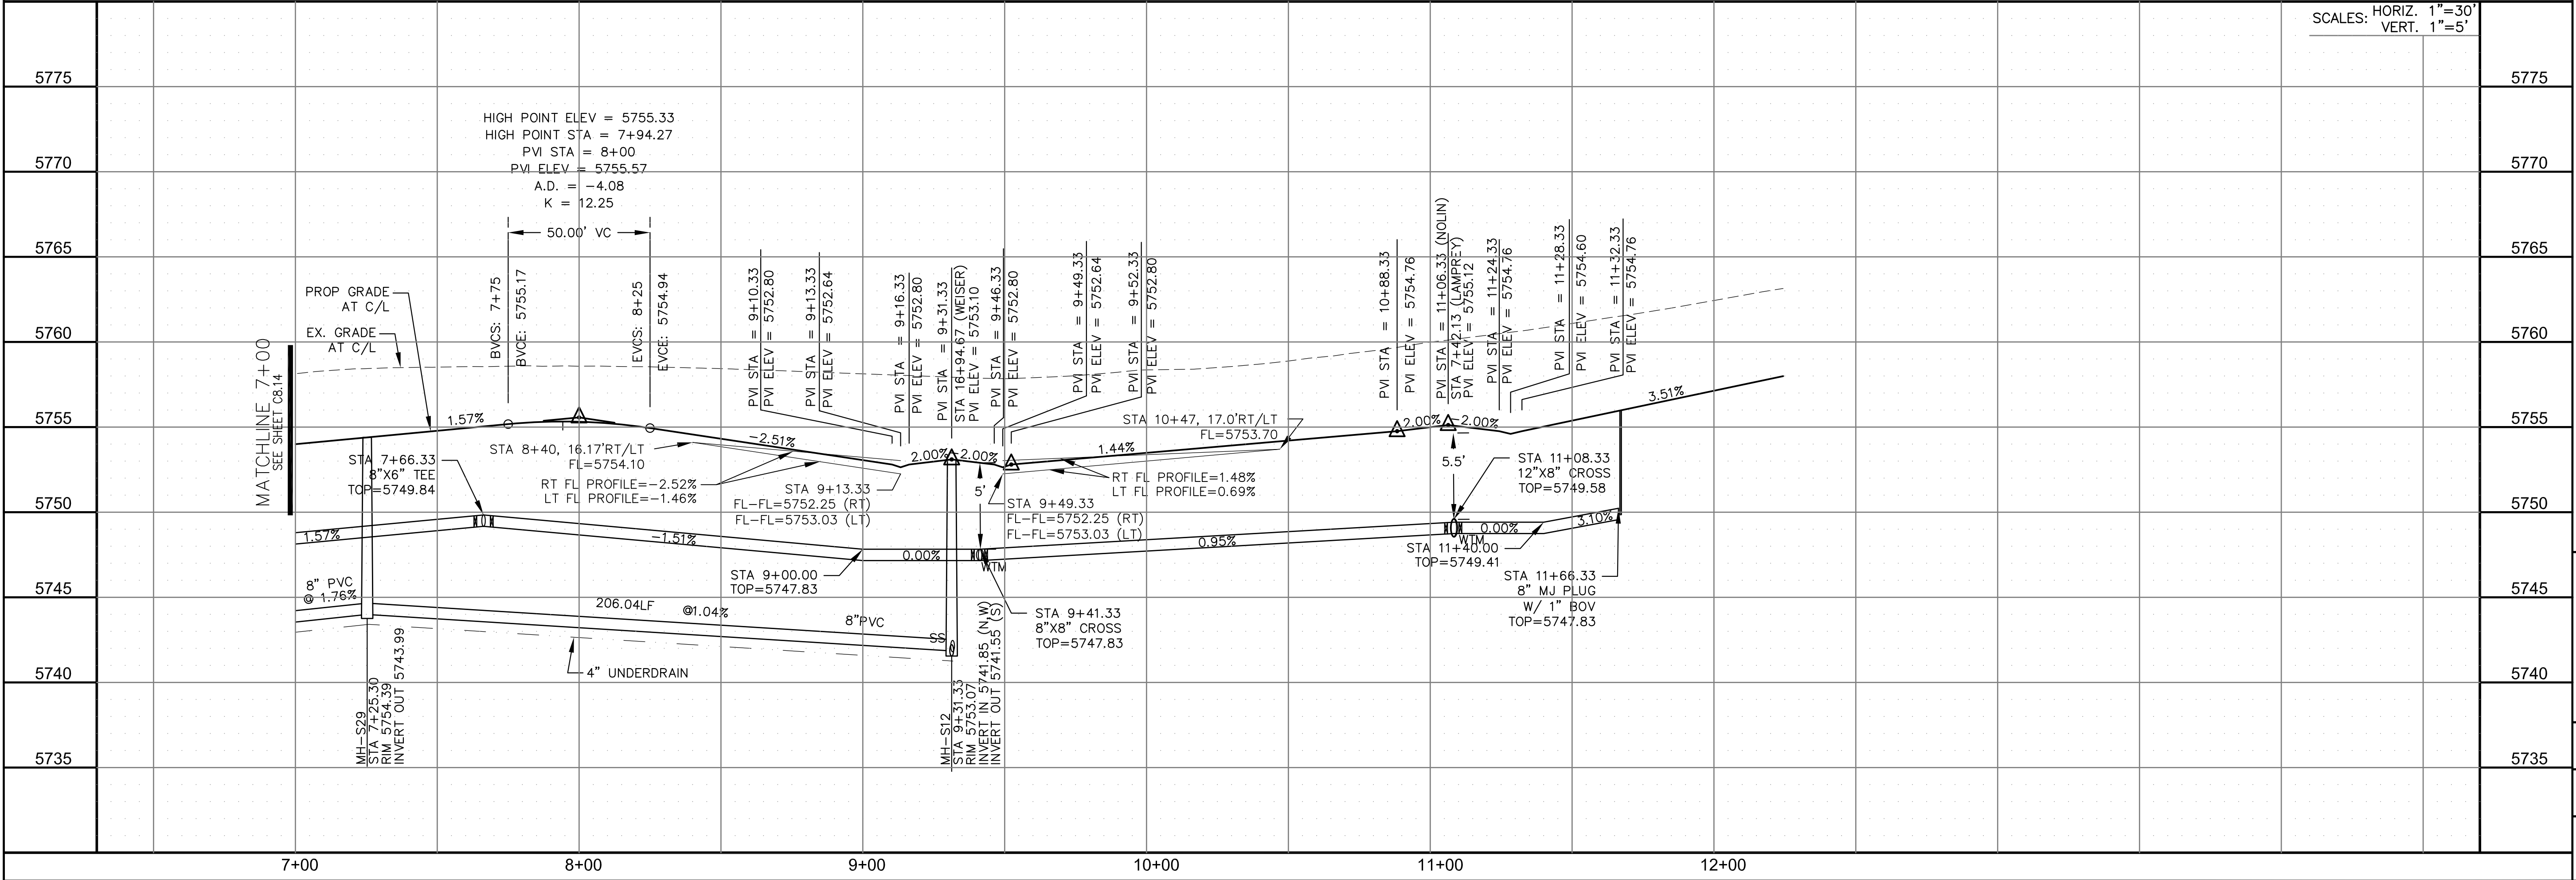 SCALES: HORIZ. 1"=30'
VERT. 1"=5'
5775
5770
5765
5760
5755
5750
5745
5740
5735
5775
5770
5765
5760
5755
5750
5745
5740
5735
HIGH POINT ELEV = 5755.33
HIGH POINT STA = 7+94.27
PVI STA = 8+00
PVI ELEV = 5755.57
A.D. = -4.08
K = 12.25
50.00' VC
BVCS: 7+75
BVCE: 5755.17
EVCS: 8+25
EVCE: 5754.94
PROP GRADE
AT C/L
EX. GRADE
AT C/L
MATCHLINE 7+00
SEE SHEET C8.14
PVI STA = 9+10.33
PVI ELEV = 5752.80
PVI STA = 9+13.33
PVI ELEV = 5752.64
PVI STA = 9+16.33
PVI ELEV = 5752.80
PVI STA = 9+31.33
STA 16+94.67 (WEISER)
PVI ELEV = 5753.10
PVI STA = 9+46.33
PVI ELEV = 5752.80
PVI STA = 9+49.33
PVI ELEV = 5752.64
PVI STA = 9+52.33
PVI ELEV = 5752.80
PVI STA = 10+88.33
PVI ELEV = 5754.76
PVI STA = 11+06.33 (NOLIN)
STA 7+42.13 (LAMPREY)
PVI ELEV = 5755.12
PVI STA = 11+24.33
PVI ELEV = 5754.76
PVI STA = 11+28.33
PVI ELEV = 5754.60
PVI STA = 11+32.33
PVI ELEV = 5754.76
1.57%
-2.51%
2.00%
-2.00%
1.44%
2.00%
-2.00%
3.51%
STA 8+40, 16.17'RT/LT
FL=5754.10
RT FL PROFILE=-2.52%
LT FL PROFILE=-1.46%
STA 9+13.33
FL-FL=5752.25 (RT)
FL-FL=5753.03 (LT)
5'
STA 9+49.33
FL-FL=5752.25 (RT)
FL-FL=5753.03 (LT)
STA 10+47, 17.0'RT/LT
FL=5753.70
RT FL PROFILE=1.48%
LT FL PROFILE=0.69%
5.5'
STA 11+08.33
12"X8" CROSS
TOP=5749.58
STA 7+66.33
8"X6" TEE
TOP=5749.84
1.57%
-1.51%
0.00%
0.95%
0.00%
3.10%
WTM
WTM
STA 9+00.00
TOP=5747.83
STA 9+41.33
8"X8" CROSS
TOP=5747.83
STA 11+40.00
TOP=5749.41
STA 11+66.33
8" MJ PLUG
W/ 1" BOV
TOP=5747.83
8" PVC
@ 1.76%
206.04LF @1.04%
8"PVC
SS
4" UNDERDRAIN
MH-S29
STA 7+25.30
RIM 5754.39
INVERT OUT 5743.99
MH-S12
STA 9+31.33
RIM 5753.07
INVERT IN 5741.85 (N,W)
INVERT OUT 5741.55 (S)
7+00
8+00
9+00
10+00
11+00
12+00